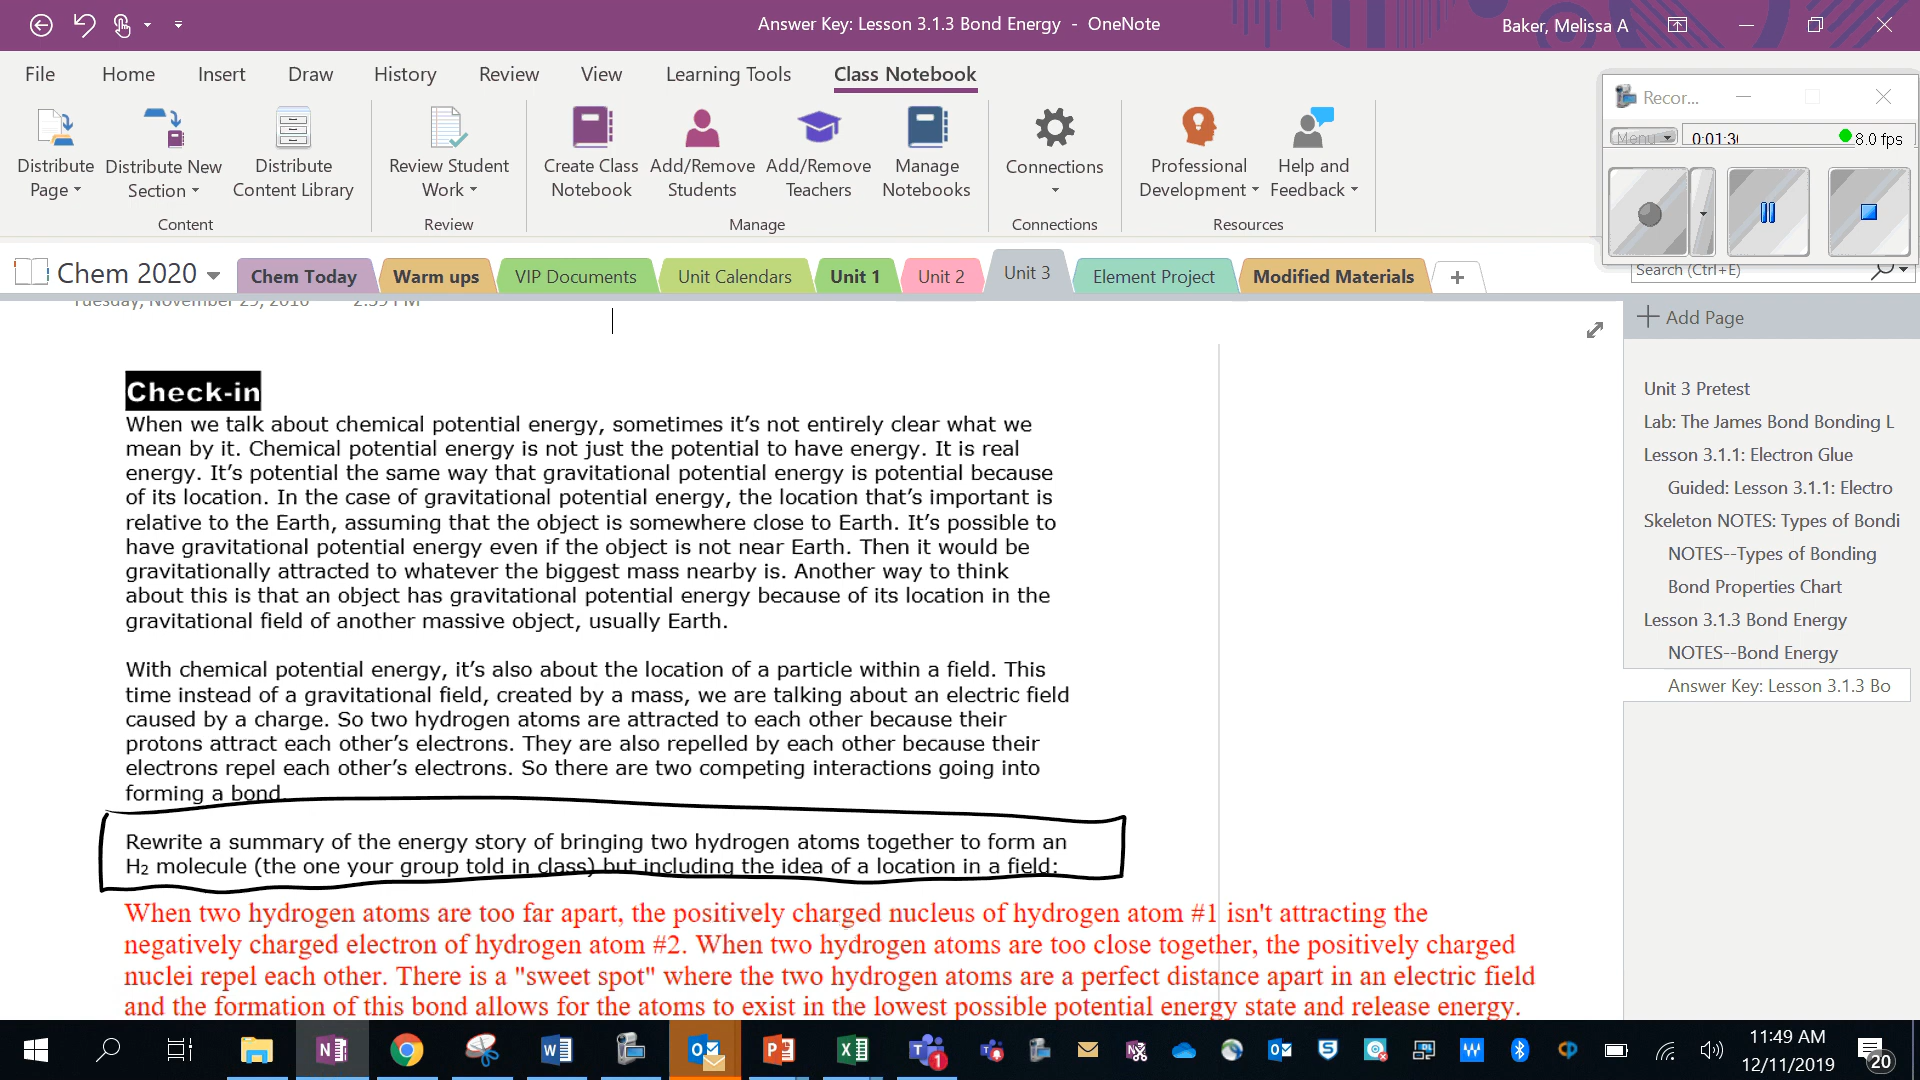 Answer Key: Lesson 3.1.3 Bond Energy - OneNote
Baker, Melissa A
File Home Insert Draw History Review View Learning Tools Class Notebook
Distribute Page
Distribute New Section
Distribute Content Library
Content
Review Student Work
Review
Create Class Notebook
Add/Remove Students
Add/Remove Teachers
Manage Notebooks
Manage
Connections
Connections
Professional Development
Help and Feedback
Resources
Recor...
Menu
8.0 fps
Chem 2020
Chem Today Warm ups VIP Documents Unit Calendars Unit 1 Unit 2 Unit 3 Element Project Modified Materials +
Search (Ctrl+E)
Check-in
When we talk about chemical potential energy, sometimes it's not entirely clear what we
mean by it. Chemical potential energy is not just the potential to have energy. It is real
energy. It's potential the same way that gravitational potential energy is potential because
of its location. In the case of gravitational potential energy, the location that's important is
relative to the Earth, assuming that the object is somewhere close to Earth. It's possible to
have gravitational potential energy even if the object is not near Earth. Then it would be
gravitationally attracted to whatever the biggest mass nearby is. Another way to think
about this is that an object has gravitational potential energy because of its location in the
gravitational field of another massive object, usually Earth.
With chemical potential energy, it's also about the location of a particle within a field. This
time instead of a gravitational field, created by a mass, we are talking about an electric field
caused by a charge. So two hydrogen atoms are attracted to each other because their
protons attract each other's electrons. They are also repelled by each other because their
electrons repel each other's electrons. So there are two competing interactions going into
forming a bond.
Rewrite a summary of the energy story of bringing two hydrogen atoms together to form an
H₂ molecule (the one your group told in class) but including the idea of a location in a field:
When two hydrogen atoms are too far apart, the positively charged nucleus of hydrogen atom #1 isn't attracting the
negatively charged electron of hydrogen atom #2. When two hydrogen atoms are too close together, the positively charged
nuclei repel each other. There is a "sweet spot" where the two hydrogen atoms are a perfect distance apart in an electric field
and the formation of this bond allows for the atoms to exist in the lowest possible potential energy state and release energy.
Add Page
Unit 3 Pretest
Lab: The James Bond Bonding L
Lesson 3.1.1: Electron Glue
Guided: Lesson 3.1.1: Electro
Skeleton NOTES: Types of Bondi
NOTES--Types of Bonding
Bond Properties Chart
Lesson 3.1.3 Bond Energy
NOTES--Bond Energy
Answer Key: Lesson 3.1.3 Bo
11:49 AM
12/11/2019
20